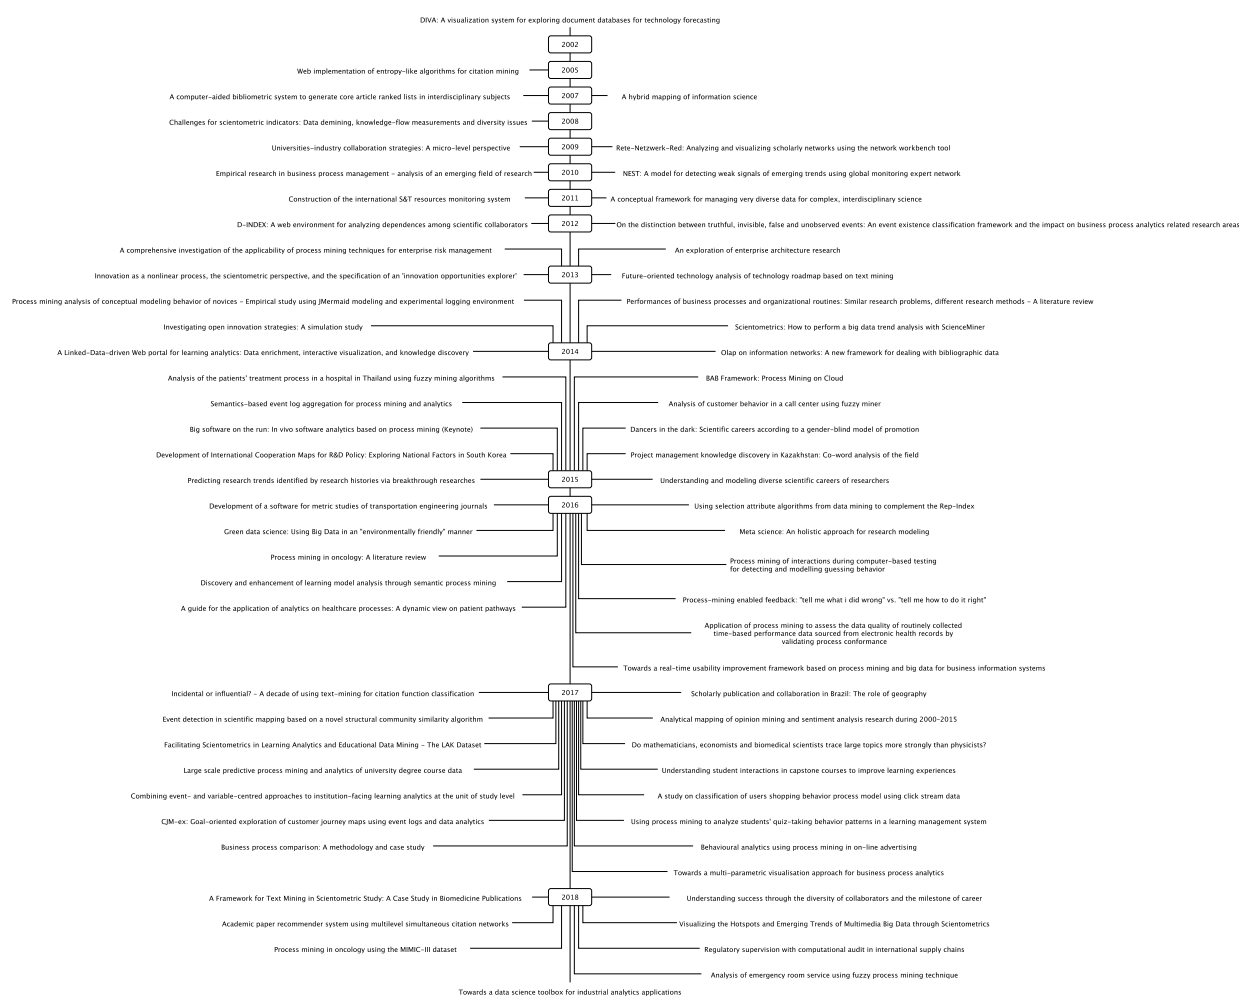 DIVA: A visualization system for exploring document databases for technology forecasting
2002
Web implementation of entropy-like algorithms for citation mining
2005
A computer-aided bibliometric system to generate core article ranked lists in interdisciplinary subjects
2007
A hybrid mapping of information science
Challenges for scientometric indicators: Data demining, knowledge-flow measurements and diversity issues
2008
Universities-industry collaboration strategies: A micro-level perspective
2009
Rete-Netzwerk-Red: Analyzing and visualizing scholarly networks using the network workbench tool
Empirical research in business process management - analysis of an emerging field of research
2010
NEST: A model for detecting weak signals of emerging trends using global monitoring expert network
Construction of the international S&T resources monitoring system
2011
A conceptual framework for managing very diverse data for complex, interdisciplinary science
D-INDEX: A web environment for analyzing dependences among scientific collaborators
2012
On the distinction between truthful, invisible, false and unobserved events: An event existence classification framework and the impact on business process analytics related research areas
A comprehensive investigation of the applicability of process mining techniques for enterprise risk management
An exploration of enterprise architecture research
Innovation as a nonlinear process, the scientometric perspective, and the specification of an 'innovation opportunities explorer'
2013
Future-oriented technology analysis of technology roadmap based on text mining
Process mining analysis of conceptual modeling behavior of novices - Empirical study using JMermaid modeling and experimental logging environment
Performances of business processes and organizational routines: Similar research problems, different research methods - A literature review
Investigating open innovation strategies: A simulation study
Scientometrics: How to perform a big data trend analysis with ScienceMiner
A Linked-Data-driven Web portal for learning analytics: Data enrichment, interactive visualization, and knowledge discovery
2014
Olap on information networks: A new framework for dealing with bibliographic data
Analysis of the patients' treatment process in a hospital in Thailand using fuzzy mining algorithms
BAB Framework: Process Mining on Cloud
Semantics-based event log aggregation for process mining and analytics
Analysis of customer behavior in a call center using fuzzy miner
Big software on the run: In vivo software analytics based on process mining (Keynote)
Dancers in the dark: Scientific careers according to a gender-blind model of promotion
Development of International Cooperation Maps for R&D Policy: Exploring National Factors in South Korea
Project management knowledge discovery in Kazakhstan: Co-word analysis of the field
Predicting research trends identified by research histories via breakthrough researches
2015
Understanding and modeling diverse scientific careers of researchers
Development of a software for metric studies of transportation engineering journals
2016
Using selection attribute algorithms from data mining to complement the Rep-Index
Green data science: Using Big Data in an "environmentally friendly" manner
Meta science: An holistic approach for research modeling
Process mining in oncology: A literature review
Process mining of interactions during computer-based testing
for detecting and modelling guessing behavior
Discovery and enhancement of learning model analysis through semantic process mining
Process-mining enabled feedback: "tell me what i did wrong" vs. "tell me how to do it right"
A guide for the application of analytics on healthcare processes: A dynamic view on patient pathways
Application of process mining to assess the data quality of routinely collected
time-based performance data sourced from electronic health records by
validating process conformance
Towards a real-time usability improvement framework based on process mining and big data for business information systems
Incidental or influential? - A decade of using text-mining for citation function classification
2017
Scholarly publication and collaboration in Brazil: The role of geography
Event detection in scientific mapping based on a novel structural community similarity algorithm
Analytical mapping of opinion mining and sentiment analysis research during 2000-2015
Facilitating Scientometrics in Learning Analytics and Educational Data Mining - The LAK Dataset
Do mathematicians, economists and biomedical scientists trace large topics more strongly than physicists?
Large scale predictive process mining and analytics of university degree course data
Understanding student interactions in capstone courses to improve learning experiences
Combining event- and variable-centred approaches to institution-facing learning analytics at the unit of study level
A study on classification of users shopping behavior process model using click stream data
CJM-ex: Goal-oriented exploration of customer journey maps using event logs and data analytics
Using process mining to analyze students' quiz-taking behavior patterns in a learning management system
Business process comparison: A methodology and case study
Behavioural analytics using process mining in on-line advertising
Towards a multi-parametric visualisation approach for business process analytics
A Framework for Text Mining in Scientometric Study: A Case Study in Biomedicine Publications
2018
Understanding success through the diversity of collaborators and the milestone of career
Academic paper recommender system using multilevel simultaneous citation networks
Visualizing the Hotspots and Emerging Trends of Multimedia Big Data through Scientometrics
Process mining in oncology using the MIMIC-III dataset
Regulatory supervision with computational audit in international supply chains
Analysis of emergency room service using fuzzy process mining technique
Towards a data science toolbox for industrial analytics applications